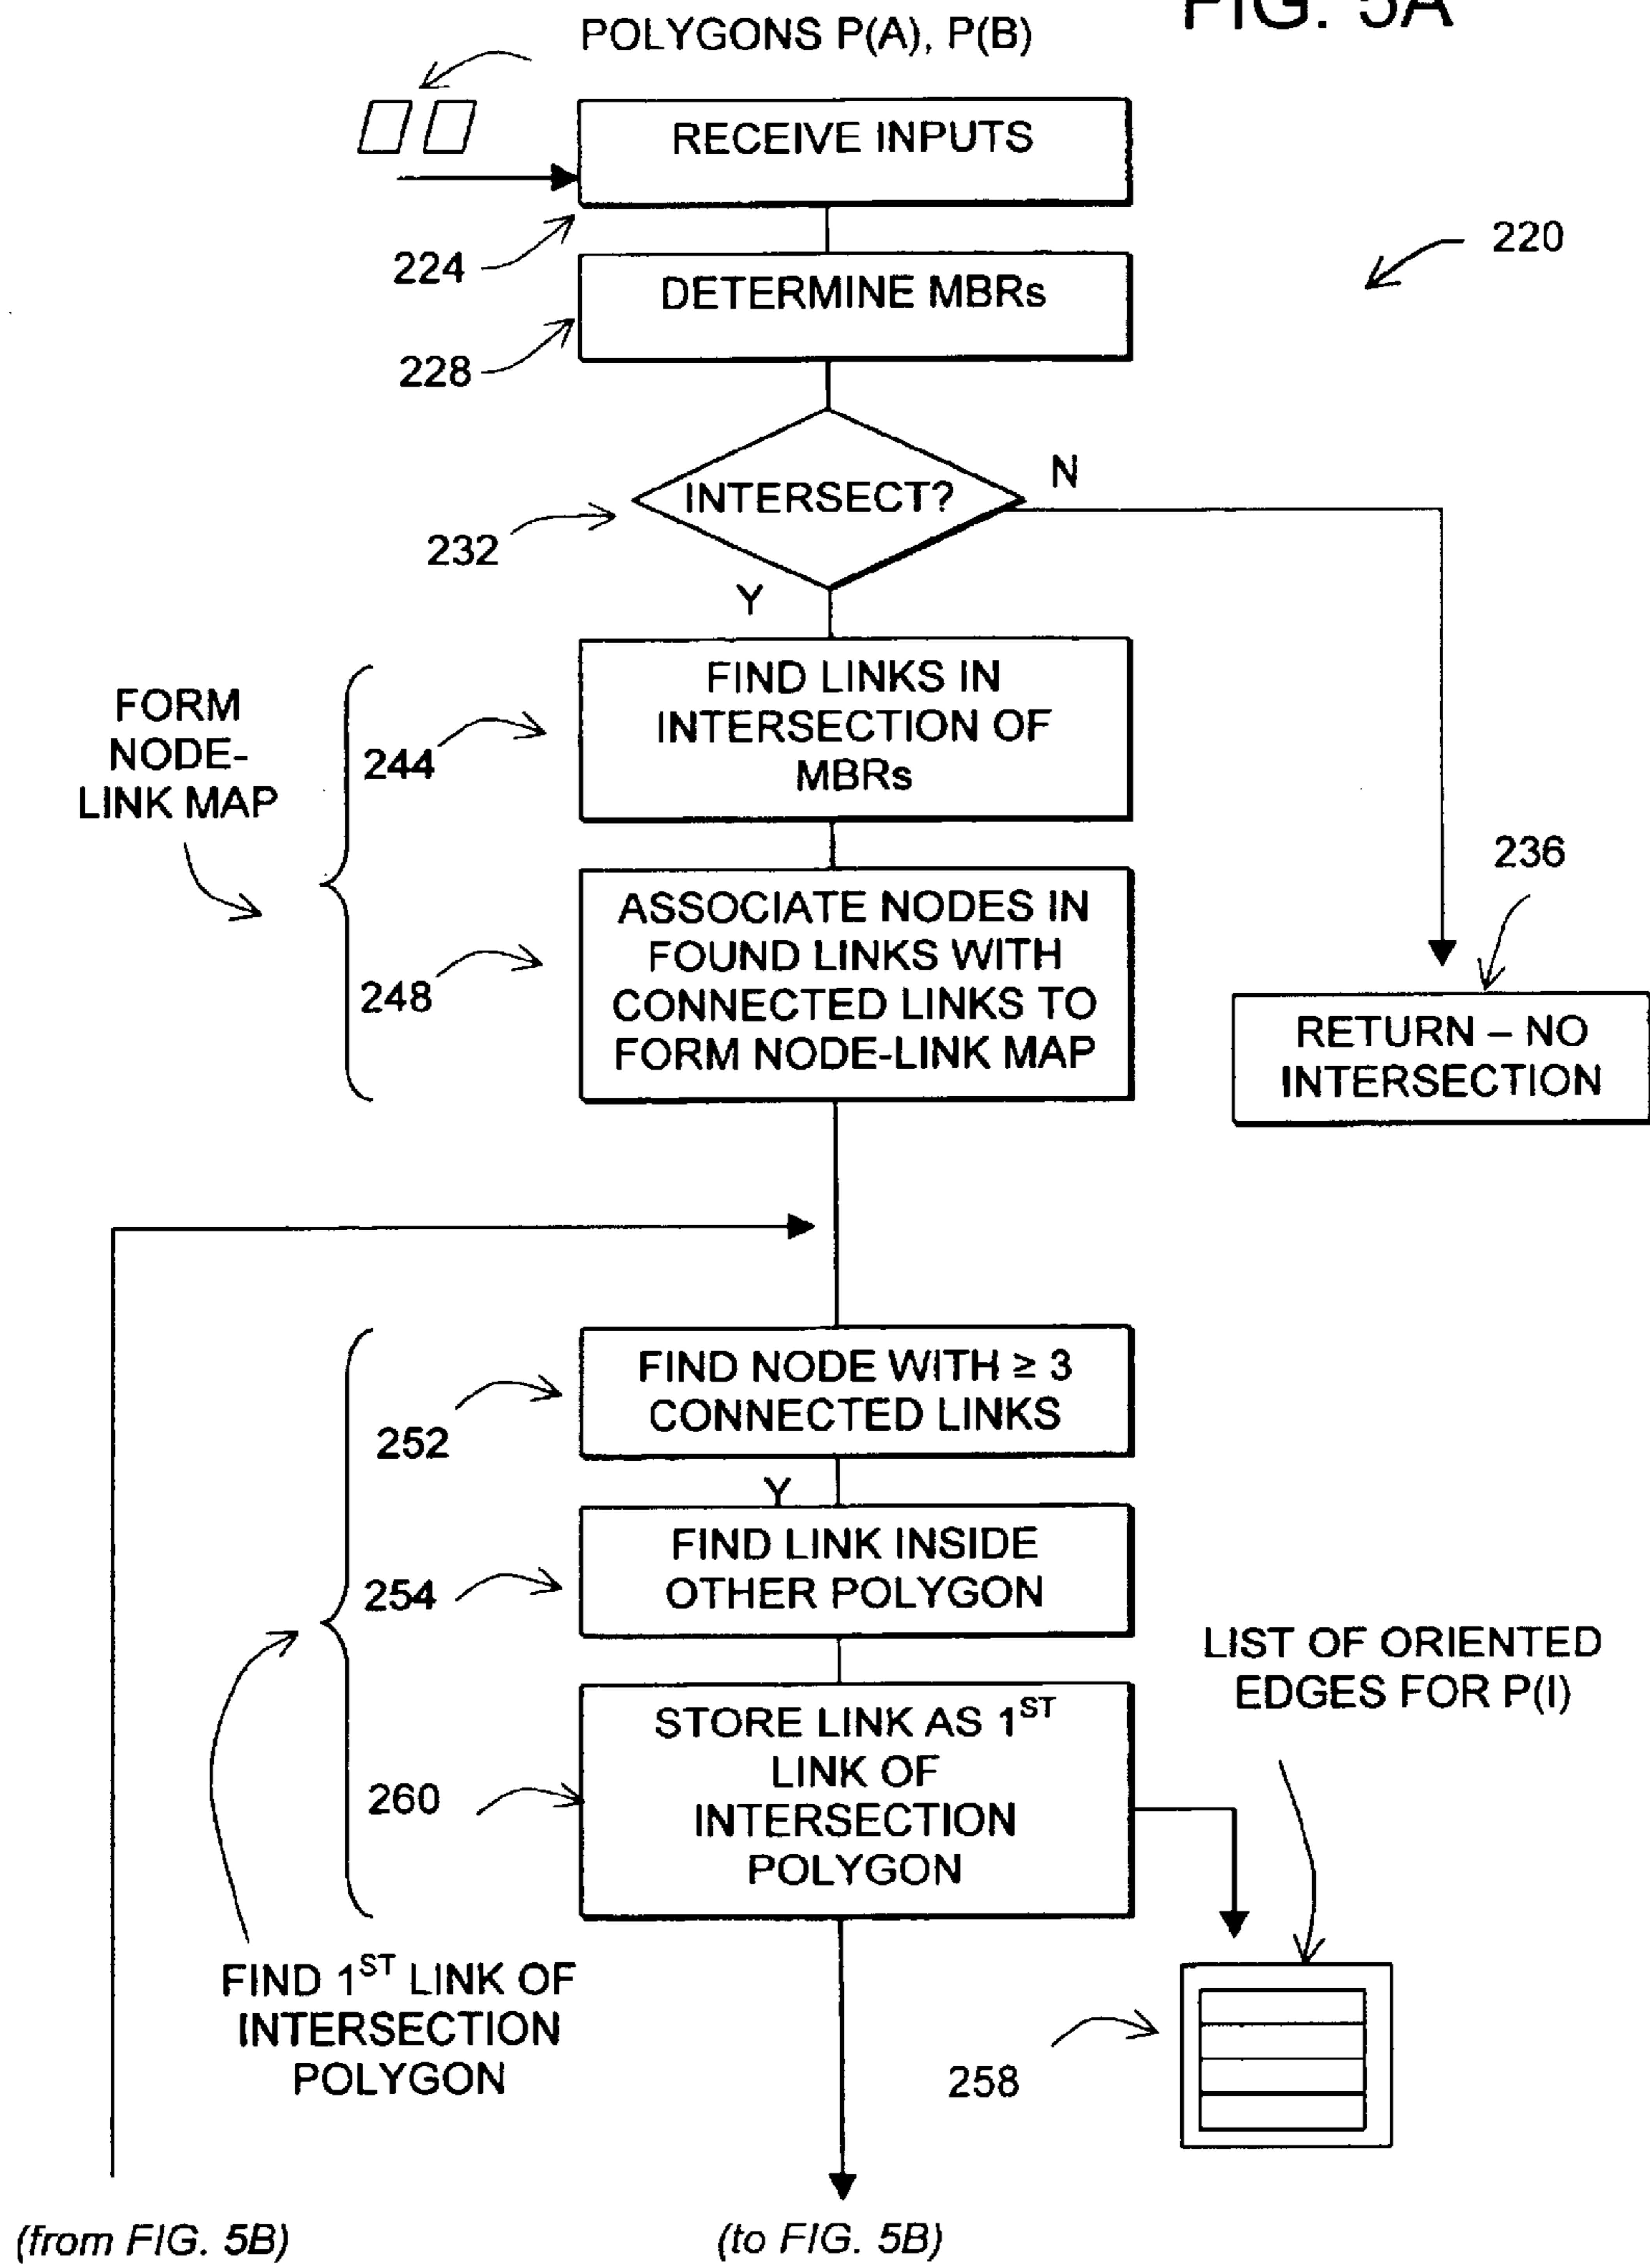 FIG. 5A
POLYGONS P(A), P(B)
RECEIVE INPUTS
224
220
DETERMINE MBRs
228
INTERSECT?
N
232
Y
FORM
NODE-
LINK MAP
FIND LINKS IN
INTERSECTION OF
MBRs
244
ASSOCIATE NODES IN
FOUND LINKS WITH
CONNECTED LINKS TO
FORM NODE-LINK MAP
248
236
RETURN – NO
INTERSECTION
FIND NODE WITH ≥ 3
CONNECTED LINKS
252
Y
FIND LINK INSIDE
OTHER POLYGON
254
LIST OF ORIENTED
EDGES FOR P(I)
STORE LINK AS 1ST
LINK OF
INTERSECTION
POLYGON
260
FIND 1ST LINK OF
INTERSECTION
POLYGON
258
(from FIG. 5B)
(to FIG. 5B)